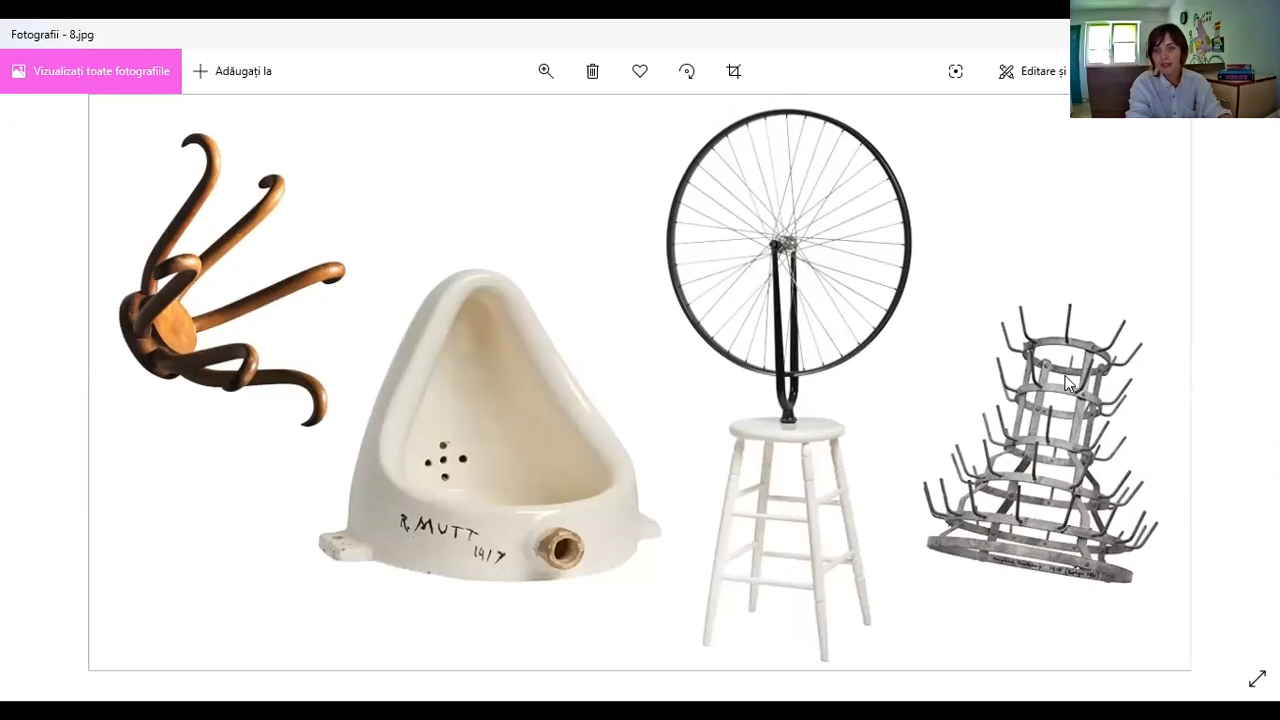 Fotografii - 8.jpg
Vizualizați toate fotografiile
Adăugați la
Editare și
R. MUTT
1917